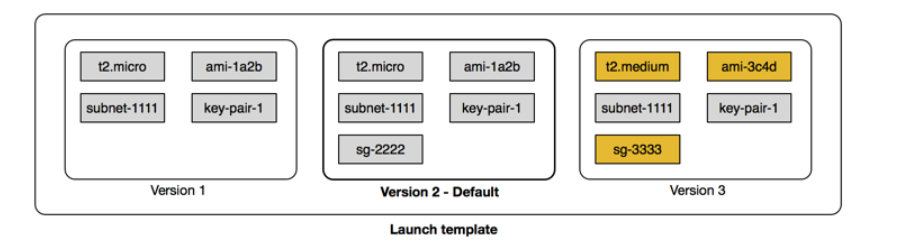 t2.micro ami-1a2b
subnet-1111 key-pair-1
Version 1
t2.micro ami-1a2b
subnet-1111 key-pair-1
sg-2222
Version 2 - Default
t2.medium ami-3c4d
subnet-1111 key-pair-1
sg-3333
Version 3
Launch template